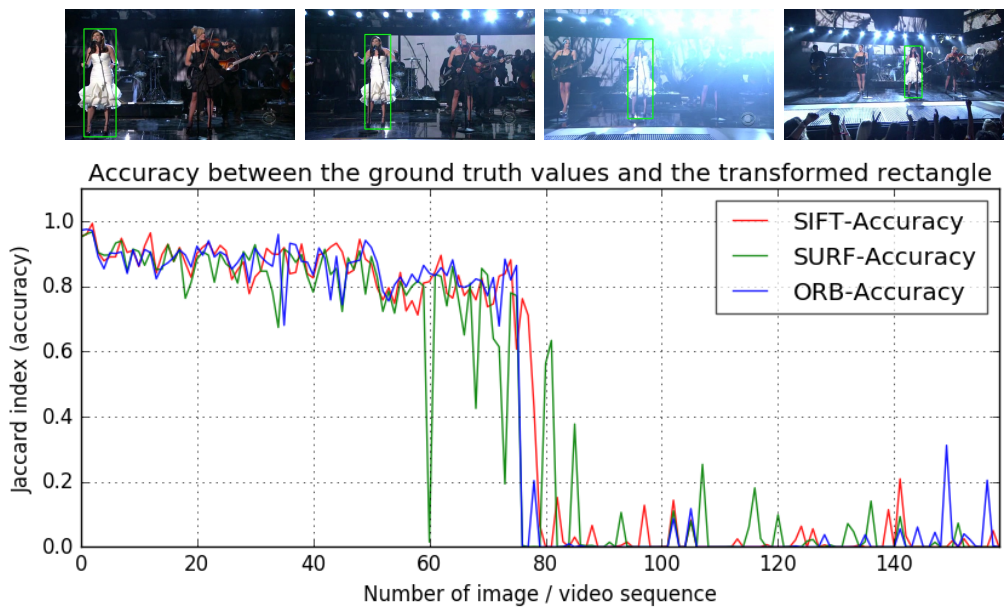 Accuracy between the ground truth values and the transformed rectangle
1.0
0.8
0.6
0.4
0.2
0.0
Jaccard index (accuracy)
SIFT-Accuracy
SURF-Accuracy
ORB-Accuracy
0 20 40 60 80 100 120 140
Number of image / video sequence